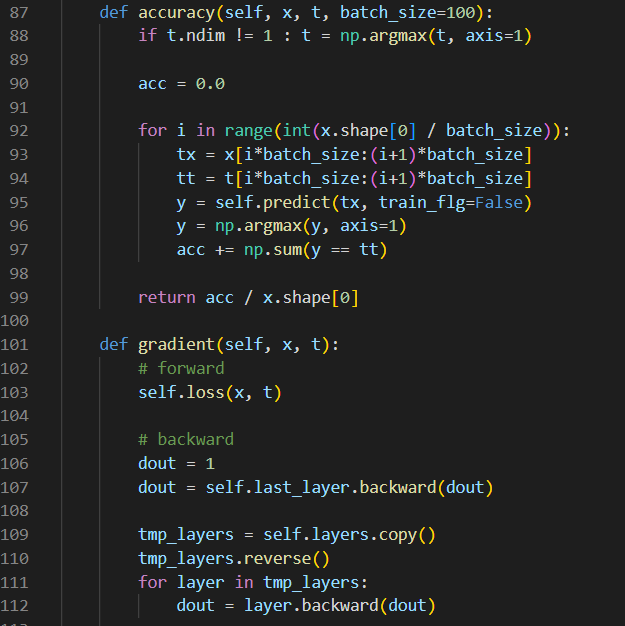 87 def accuracy(self, x, t, batch_size=100):
88 if t.ndim != 1 : t = np.argmax(t, axis=1)
89
90 acc = 0.0
91
92 for i in range(int(x.shape[0] / batch_size)):
93 tx = x[i*batch_size:(i+1)*batch_size]
94 tt = t[i*batch_size:(i+1)*batch_size]
95 y = self.predict(tx, train_flg=False)
96 y = np.argmax(y, axis=1)
97 acc += np.sum(y == tt)
98
99 return acc / x.shape[0]
100
101 def gradient(self, x, t):
102 # forward
103 self.loss(x, t)
104
105 # backward
106 dout = 1
107 dout = self.last_layer.backward(dout)
108
109 tmp_layers = self.layers.copy()
110 tmp_layers.reverse()
111 for layer in tmp_layers:
112 dout = layer.backward(dout)